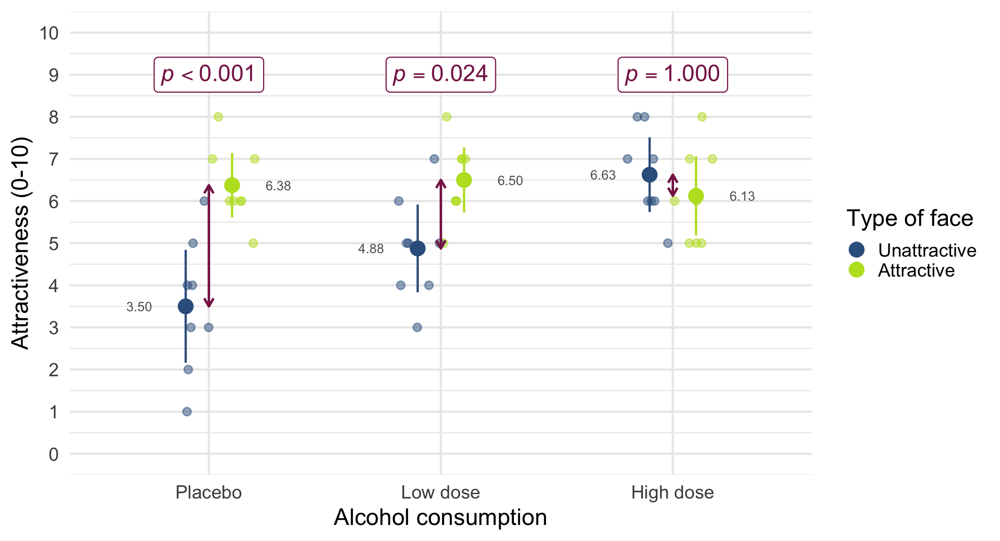 10
9
8
7
6
5
4
3
2
1
0
Attractiveness (0-10)
p < 0.001
p = 0.024
p = 1.000
3.50
6.38
4.88
6.50
6.63
6.13
Placebo
Low dose
High dose
Alcohol consumption
Type of face
Unattractive
Attractive